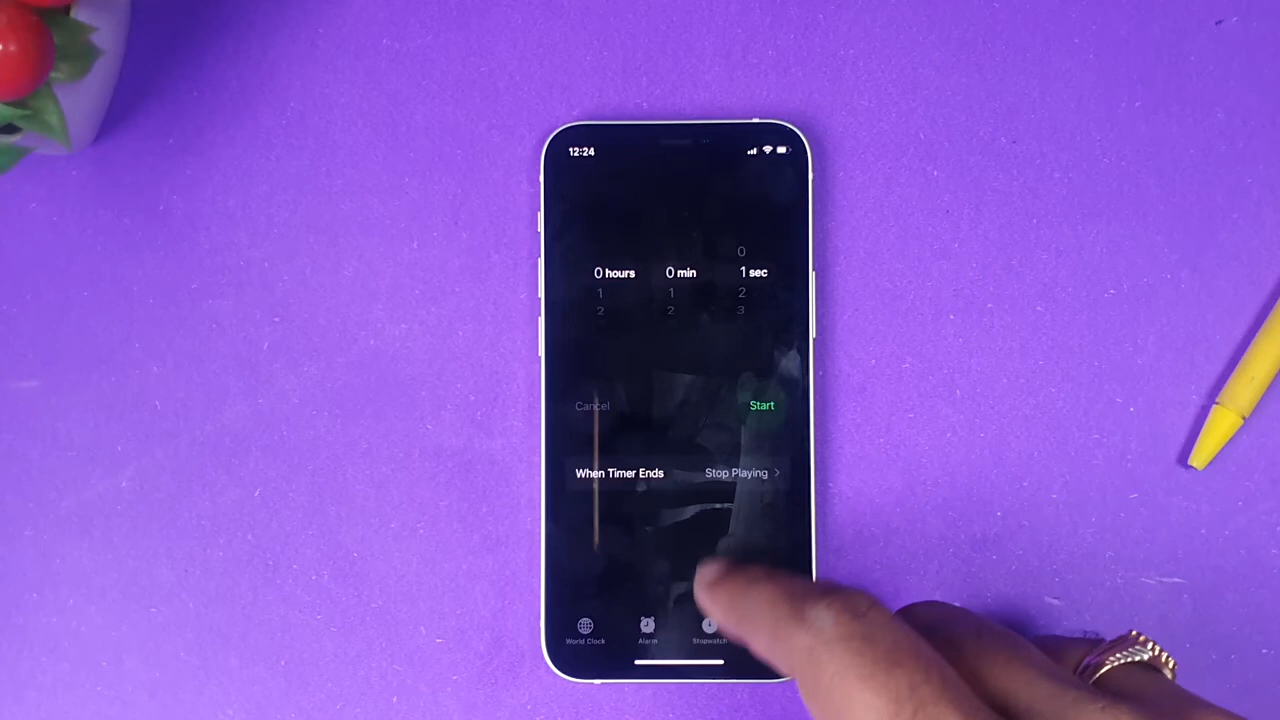 12:24
0
0 hours 0 min 1 sec
1 1 2
2 2 3
Cancel Start
When Timer Ends Stop Playing
World Clock Alarm Stopwatch